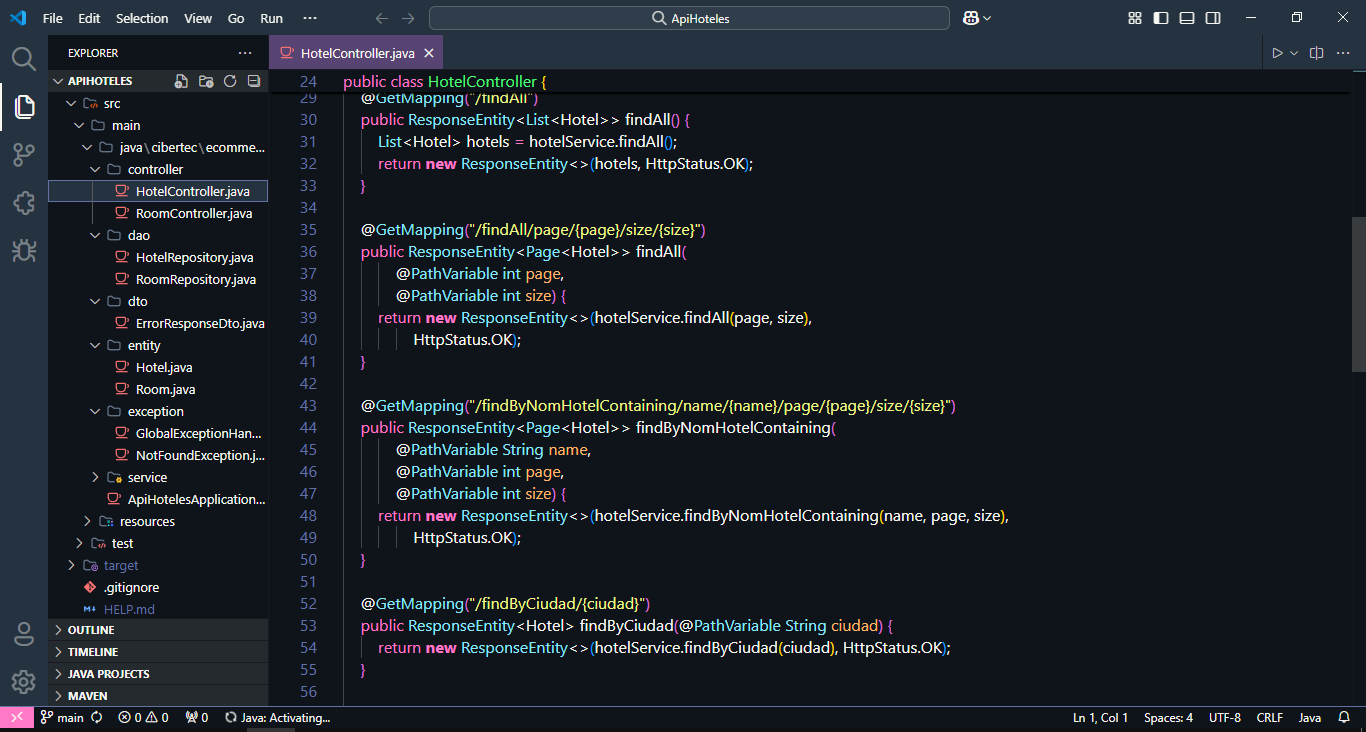 File Edit Selection View Go Run ···
ApiHoteles
EXPLORER
HotelController.java
APIHOTELES
src
main
java\cibertec\ecomme...
controller
HotelController.java
RoomController.java
dao
HotelRepository.java
RoomRepository.java
dto
ErrorResponseDto.java
entity
Hotel.java
Room.java
exception
GlobalExceptionHan...
NotFoundException.j...
service
ApiHotelesApplication...
resources
test
target
.gitignore
HELP.md
OUTLINE
TIMELINE
JAVA PROJECTS
MAVEN
24 public class HotelController {
29 @GetMapping("/findAll")
30 public ResponseEntity<List<Hotel>> findAll() {
31 List<Hotel> hotels = hotelService.findAll();
32 return new ResponseEntity<>(hotels, HttpStatus.OK);
33 }
34
35 @GetMapping("/findAll/page/{page}/size/{size}")
36 public ResponseEntity<Page<Hotel>> findAll(
37 @PathVariable int page,
38 @PathVariable int size) {
39 return new ResponseEntity<>(hotelService.findAll(page, size),
40 HttpStatus.OK);
41 }
42
43 @GetMapping("/findByNomHotelContaining/name/{name}/page/{page}/size/{size}")
44 public ResponseEntity<Page<Hotel>> findByNomHotelContaining(
45 @PathVariable String name,
46 @PathVariable int page,
47 @PathVariable int size) {
48 return new ResponseEntity<>(hotelService.findByNomHotelContaining(name, page, size),
49 HttpStatus.OK);
50 }
51
52 @GetMapping("/findByCiudad/{ciudad}")
53 public ResponseEntity<Hotel> findByCiudad(@PathVariable String ciudad) {
54 return new ResponseEntity<>(hotelService.findByCiudad(ciudad), HttpStatus.OK);
55 }
56
main 0 0 0 Java: Activating... Ln 1, Col 1 Spaces: 4 UTF-8 CRLF Java